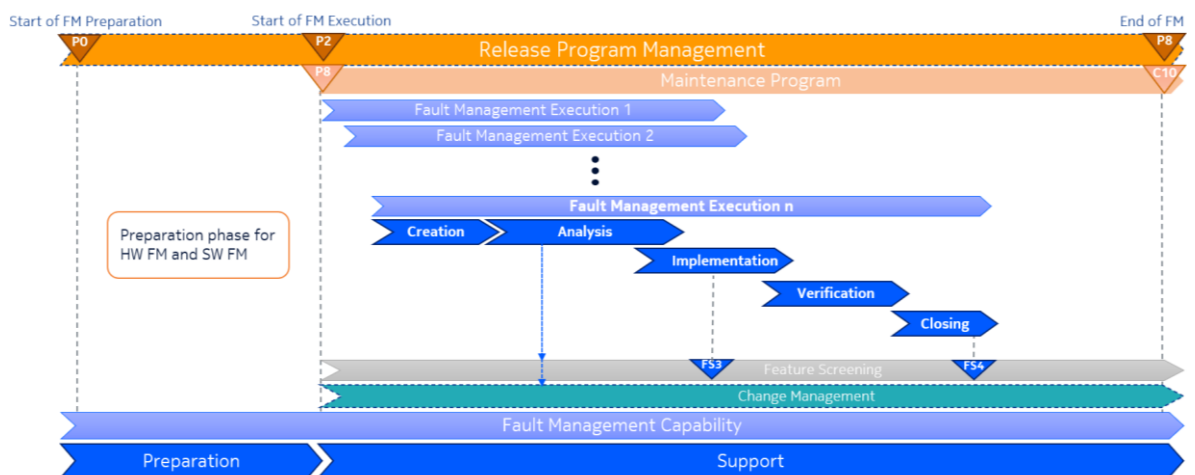 Start of FM Preparation
Start of FM Execution
End of FM
P0
P2
Release Program Management
P8
P8
Maintenance Program
C10
Fault Management Execution 1
Fault Management Execution 2
Fault Management Execution n
Creation
Analysis
Preparation phase for
HW FM and SW FM
Implementation
Verification
Closing
FS3
Feature Screening
FS4
Change Management
Fault Management Capability
Preparation
Support